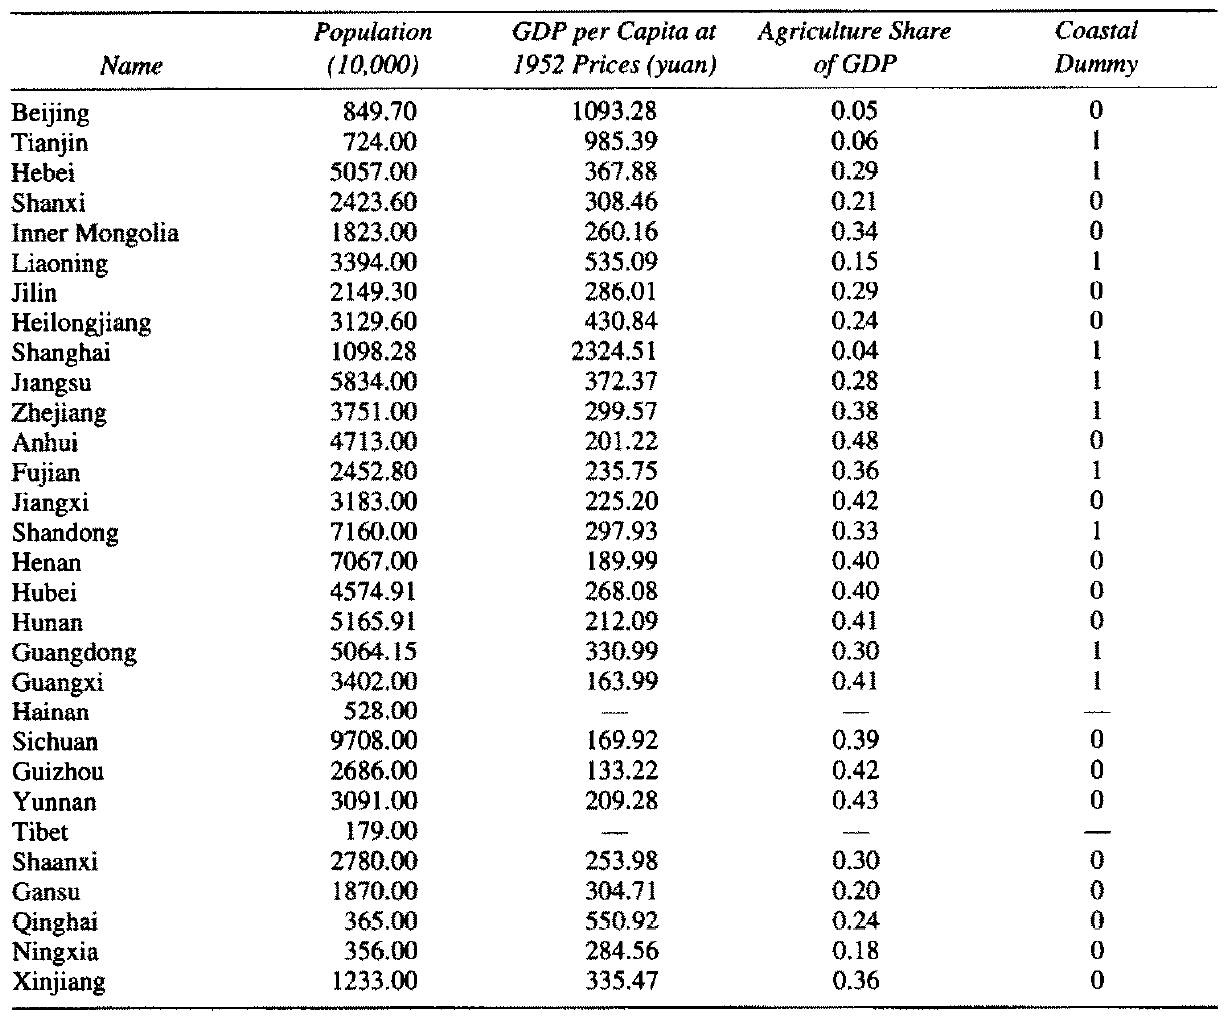 Name Population (10,000) GDP per Capita at 1952 Prices (yuan) Agriculture Share of GDP Coastal Dummy
Beijing 849.70 1093.28 0.05 0
Tianjin 724.00 985.39 0.06 1
Hebei 5057.00 367.88 0.29 1
Shanxi 2423.60 308.46 0.21 0
Inner Mongolia 1823.00 260.16 0.34 0
Liaoning 3394.00 535.09 0.15 1
Jilin 2149.30 286.01 0.29 0
Heilongjiang 3129.60 430.84 0.24 0
Shanghai 1098.28 2324.51 0.04 1
Jiangsu 5834.00 372.37 0.28 1
Zhejiang 3751.00 299.57 0.38 1
Anhui 4713.00 201.22 0.48 0
Fujian 2452.80 235.75 0.36 1
Jiangxi 3183.00 225.20 0.42 0
Shandong 7160.00 297.93 0.33 1
Henan 7067.00 189.99 0.40 0
Hubei 4574.91 268.08 0.40 0
Hunan 5165.91 212.09 0.41 0
Guangdong 5064.15 330.99 0.30 1
Guangxi 3402.00 163.99 0.41 1
Hainan 528.00 — — —
Sichuan 9708.00 169.92 0.39 0
Guizhou 2686.00 133.22 0.42 0
Yunnan 3091.00 209.28 0.43 0
Tibet 179.00 — — —
Shaanxi 2780.00 253.98 0.30 0
Gansu 1870.00 304.71 0.20 0
Qinghai 365.00 550.92 0.24 0
Ningxia 356.00 284.56 0.18 0
Xinjiang 1233.00 335.47 0.36 0